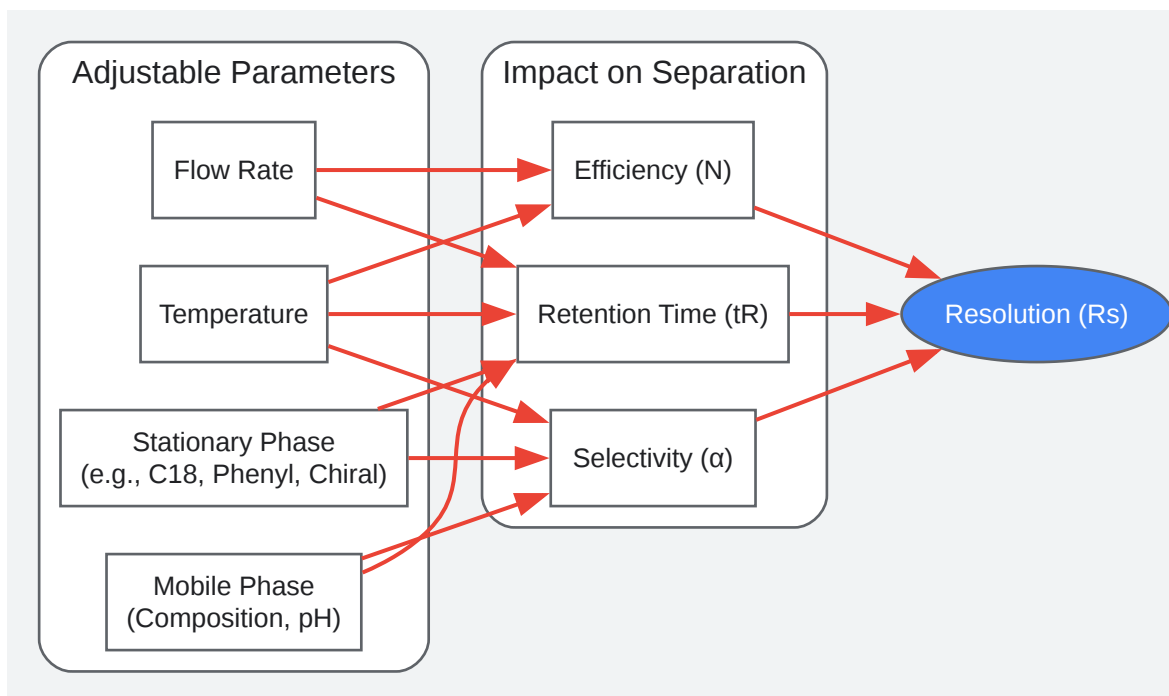 Adjustable Parameters
Flow Rate
Temperature
Stationary Phase
(e.g., C18, Phenyl, Chiral)
Mobile Phase
(Composition, pH)
Impact on Separation
Efficiency (N)
Retention Time (tR)
Selectivity (α)
Resolution (Rs)